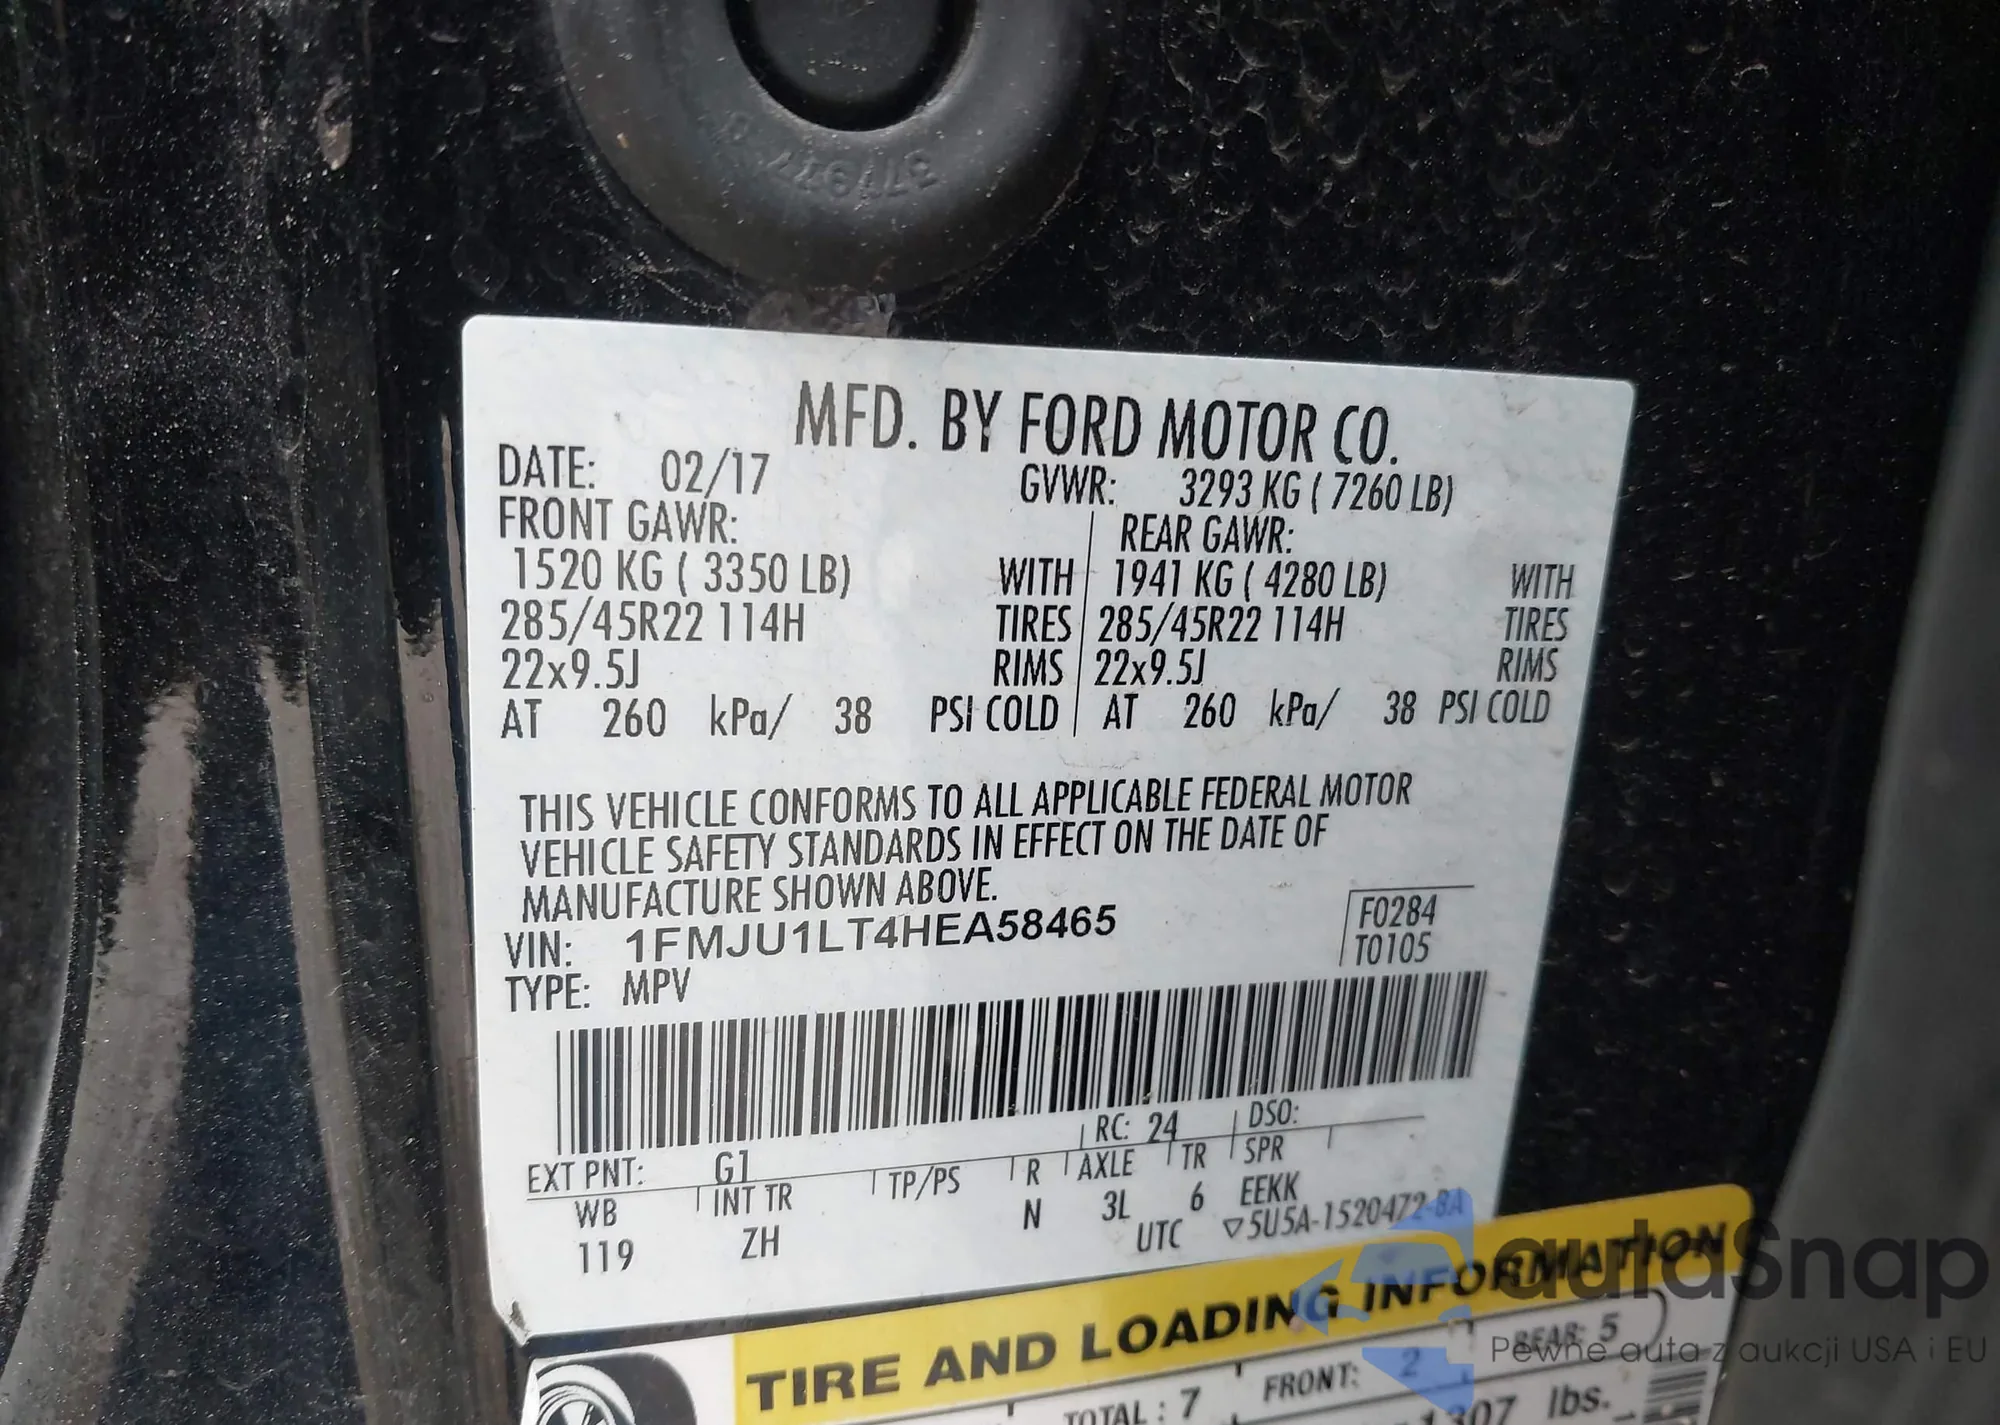 377977
MFD. BY FORD MOTOR CO.
DATE: 02/17 GVWR: 3293 KG ( 7260 LB)
FRONT GAWR: REAR GAWR:
1520 KG ( 3350 LB) WITH 1941 KG ( 4280 LB) WITH
285/45R22 114H TIRES 285/45R22 114H TIRES
22x9.5J RIMS 22x9.5J RIMS
AT 260 kPa/ 38 PSI COLD AT 260 kPa/ 38 PSI COLD
THIS VEHICLE CONFORMS TO ALL APPLICABLE FEDERAL MOTOR
VEHICLE SAFETY STANDARDS IN EFFECT ON THE DATE OF
MANUFACTURE SHOWN ABOVE.
VIN: 1FMJU1LT4HEA58465 F0284
TYPE: MPV T0105
EXT PNT: G1 RC: 24 DSO:
WB INT TR TP/PS R AXLE TR SPR
119 ZH N 3L 6 EEKK
UTC ▽5U5A-1520472-BA
TIRE AND LOADING INFORMATION
TOTAL : 7 FRONT: 2 REAR: 5
lbs.
autaSnap
Pewne auta z aukcji USA i EU